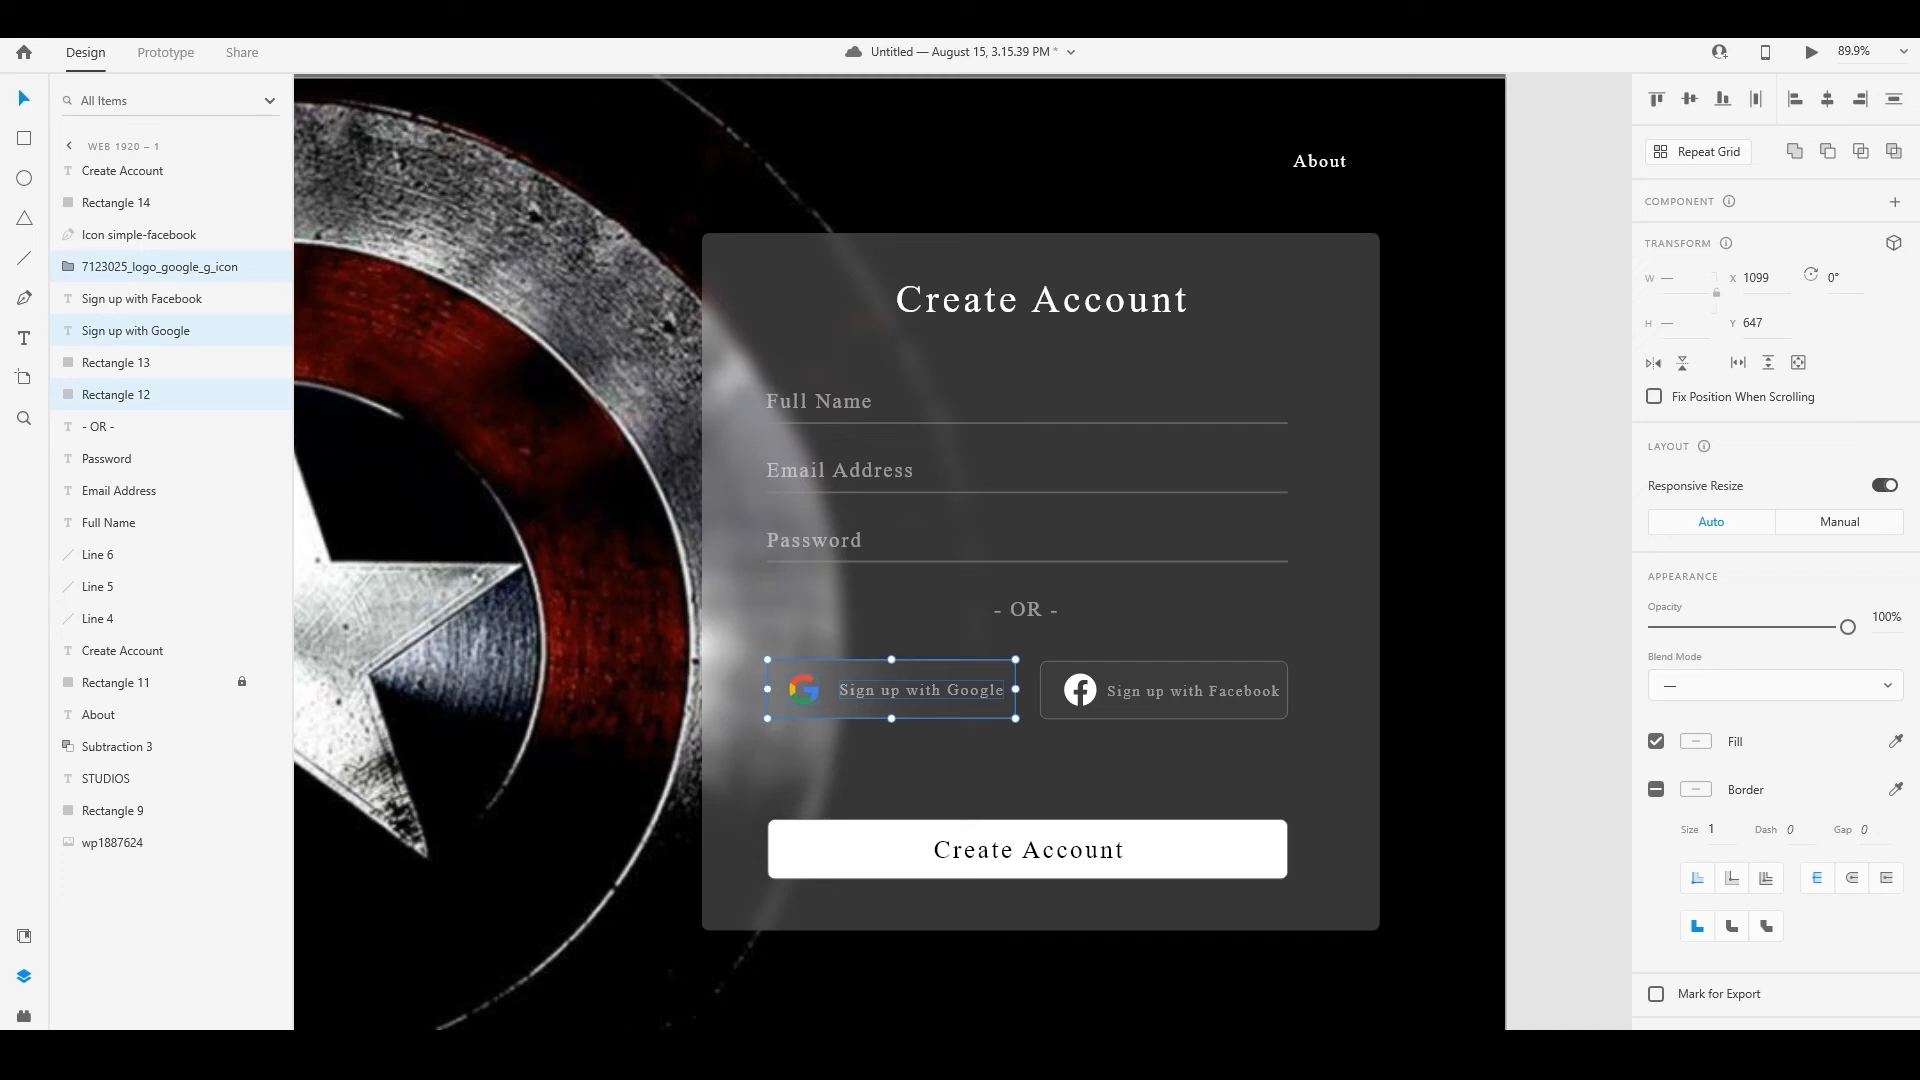 Design
Prototype
Share
Untitled — August 15, 3.15.39 PM *
89.9%
All Items
WEB 1920 – 1
Create Account
Rectangle 14
Icon simple-facebook
7123025_logo_google_g_icon
Sign up with Facebook
Sign up with Google
Rectangle 13
Rectangle 12
- OR -
Password
Email Address
Full Name
Line 6
Line 5
Line 4
Create Account
Rectangle 11
About
Subtraction 3
STUDIOS
Rectangle 9
wp1887624
About
Create Account
Full Name
Email Address
Password
- OR -
Sign up with Google
Sign up with Facebook
Create Account
Repeat Grid
COMPONENT
TRANSFORM
W — X 1099 0°
H — Y 647
Fix Position When Scrolling
LAYOUT
Responsive Resize
Auto Manual
APPEARANCE
Opacity
100%
Blend Mode
—
Fill
Border
Size 1 Dash 0 Gap 0
Mark for Export